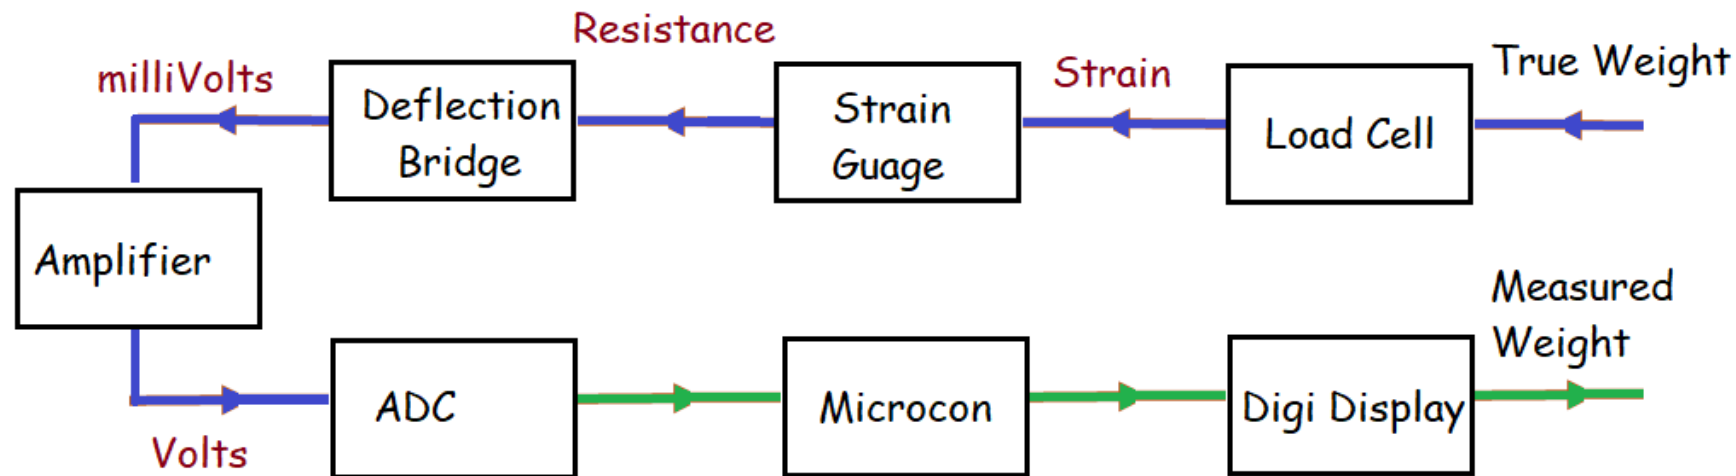 Resistance
milliVolts
Strain
True Weight
Deflection
Bridge
Strain
Guage
Load Cell
Amplifier
Measured
Weight
ADC
Microcon
Digi Display
Volts